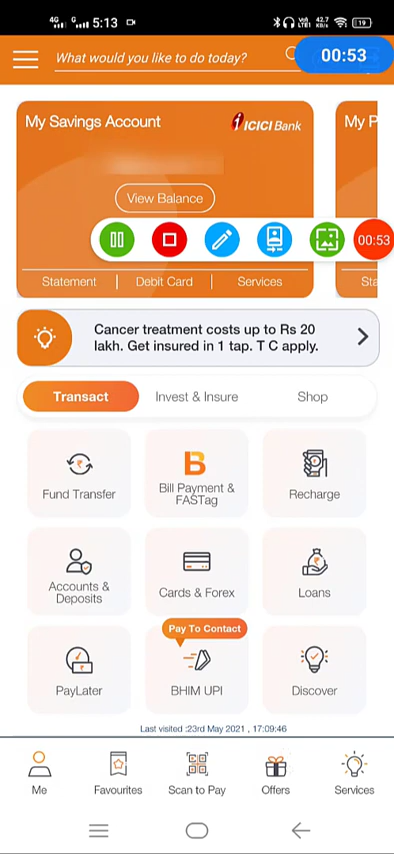 4G G 5:13 Vo) LTE1 42.7 KB/s 19
What would you like to do today?
00:53
My Savings Account
ICICI Bank
My P
View Balance
00:53
Statement | Debit Card | Services
Sta
Cancer treatment costs up to Rs 20
lakh. Get insured in 1 tap. T C apply.
Transact
Invest & Insure
Shop
Fund Transfer
Bill Payment &
FASTag
Recharge
Accounts &
Deposits
Cards & Forex
Loans
Pay To Contact
PayLater
BHIM UPI
Discover
Last visited :23rd May 2021 , 17:09:46
Me
Favourites
Scan to Pay
Offers
Services